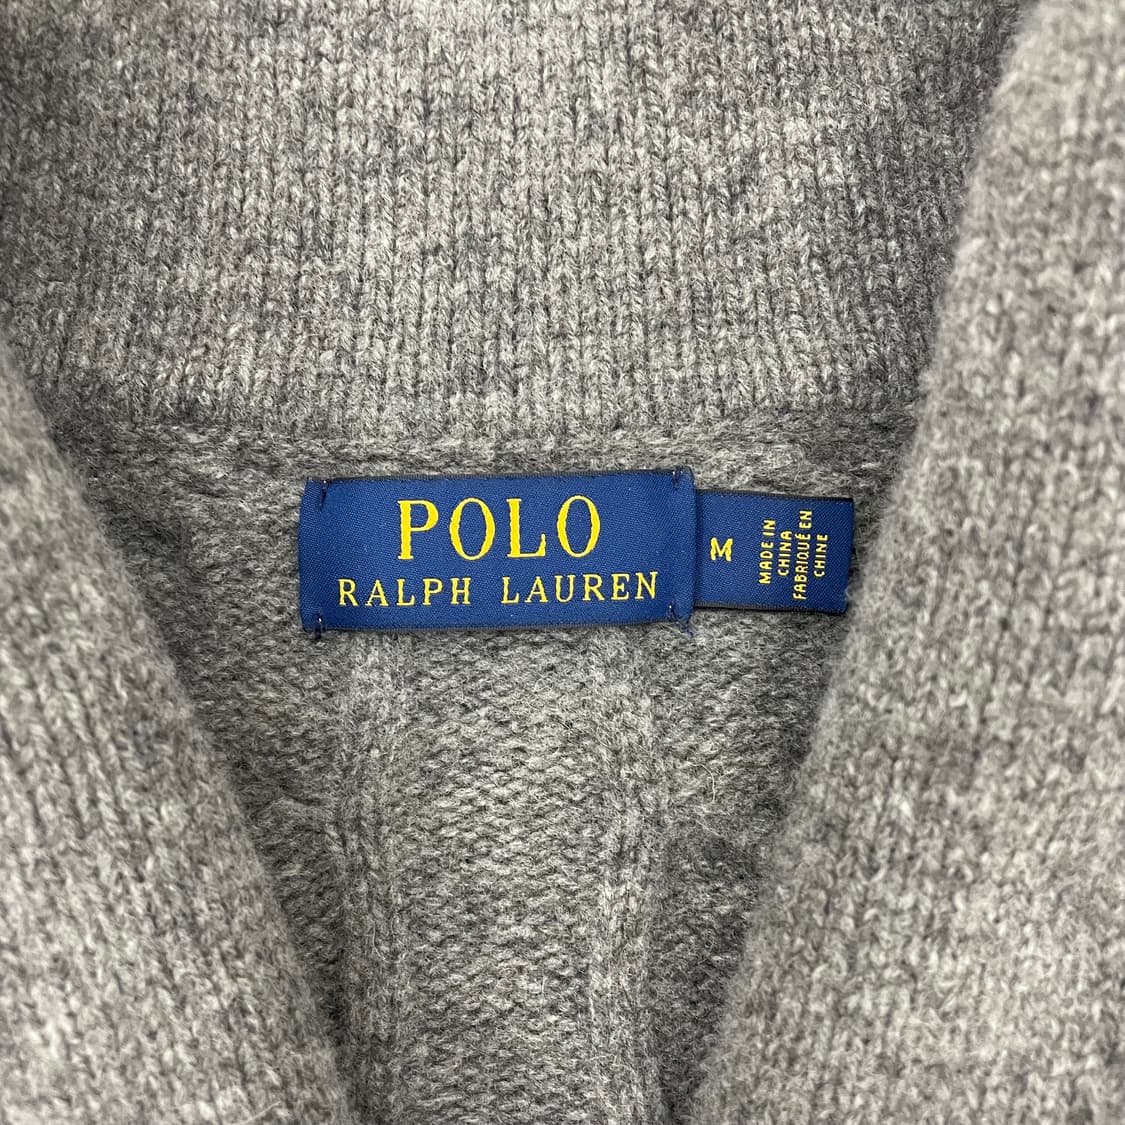 POLO
RALPH LAUREN
M
MADE IN
CHINA
FABRIQUÉ EN
CHINE